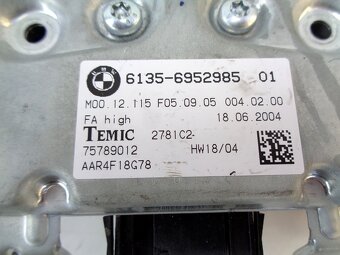 6135-6952985 01
M00.12.115 F05.09.05 004.02.00
FA high 18.06.2004
TEMIC 2781C2
75789012 HW18/04
AAR4F18G78